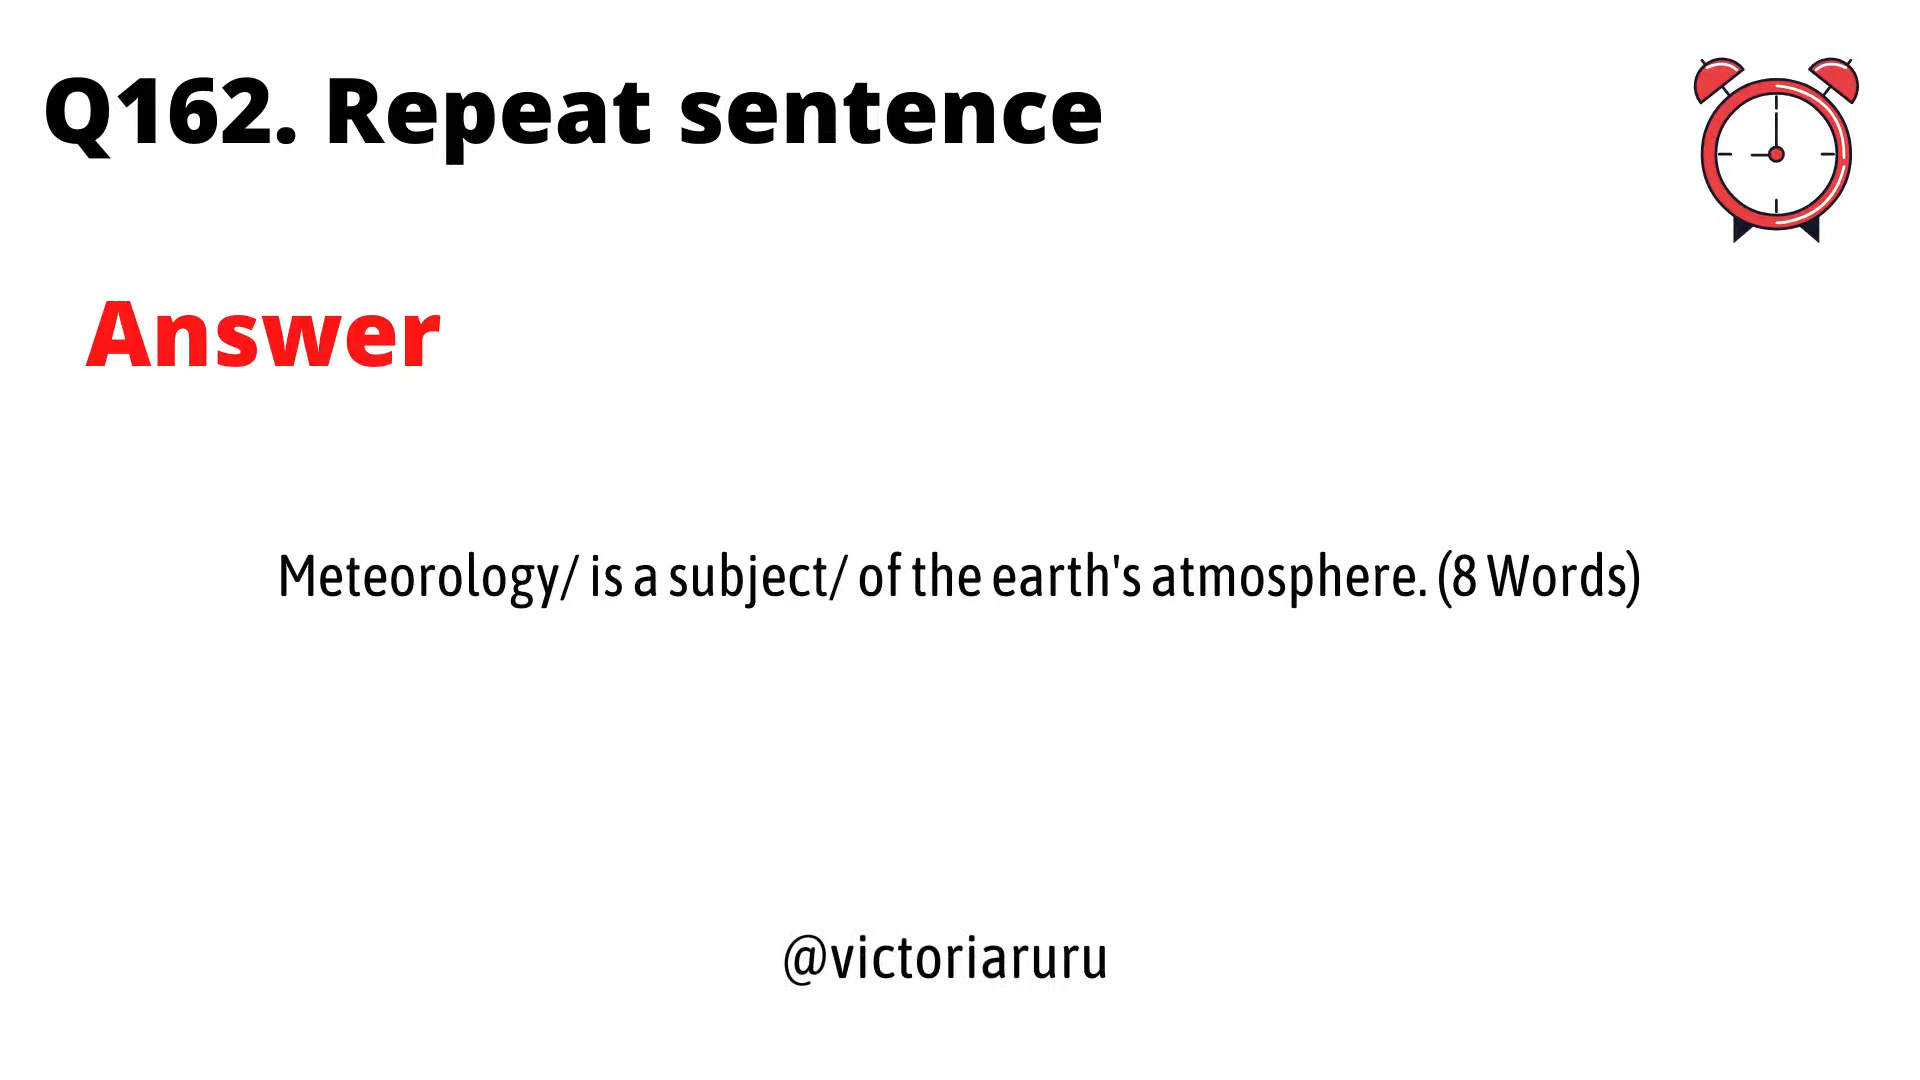 Q162. Repeat sentence
Answer
Meteorology/ is a subject/ of the earth's atmosphere. (8 Words)
@victoriaruru